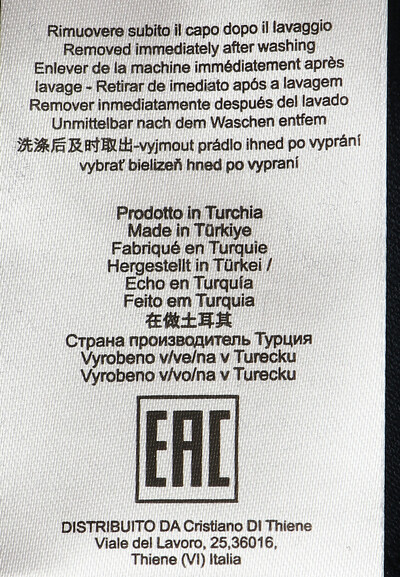 Rimuovere subito il capo dopo il lavaggio
Removed immediately after washing
Enlever de la machine immédiatement après
lavage - Retirar de imediato após a lavagem
Remover inmediatamente después del lavado
Unmittelbar nach dem Waschen entfem
洗涤后及时取出-vyjmout prádlo ihned po vyprání
vybrať bielizeň hned po vypraní
Prodotto in Turchia
Made in Türkiye
Fabriqué en Turquie
Hergestellt in Türkei /
Echo en Turquía
Feito em Turquia
在做土耳其
Страна производитель Турция
Vyrobeno v/ve/na v Turecku
Vyrobeno v/vo/na v Turecku
EAC
DISTRIBUITO DA Cristiano DI Thiene
Viale del Lavoro, 25,36016,
Thiene (VI) Italia